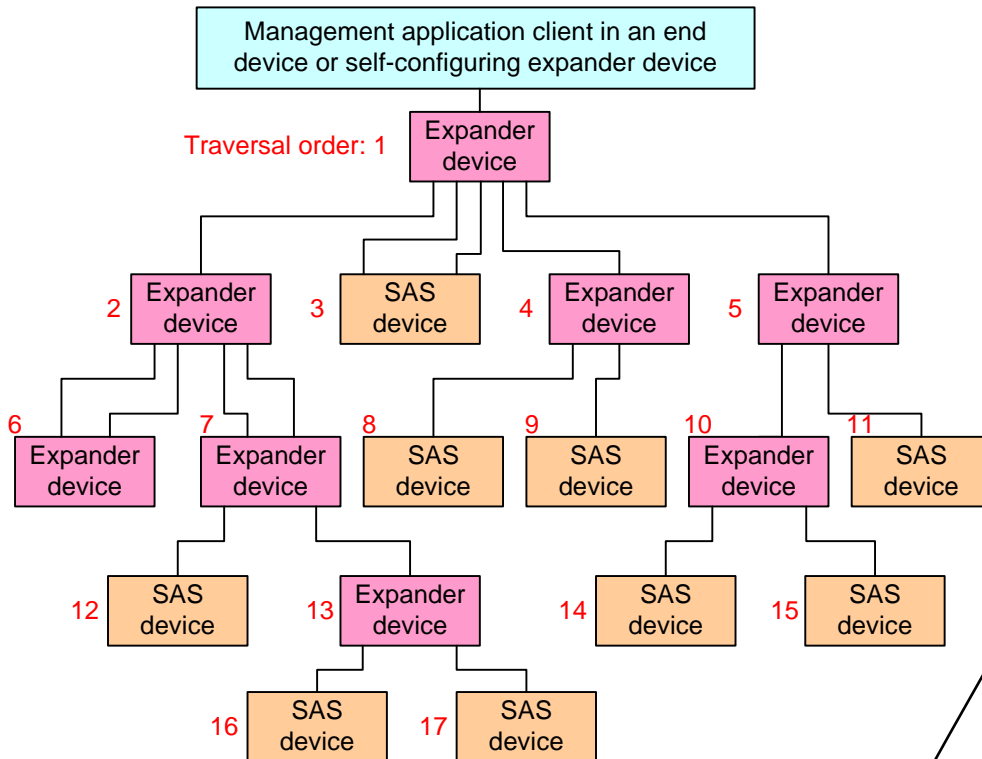 Management application client in an end
device or self-configuring expander device
Traversal order: 1
Expander
device
2
Expander
device
3
SAS
device
4
Expander
device
5
Expander
device
6
Expander
device
7
Expander
device
8
SAS
device
9
SAS
device
10
Expander
device
11
SAS
device
12
SAS
device
13
Expander
device
14
SAS
device
15
SAS
device
16
SAS
device
17
SAS
device